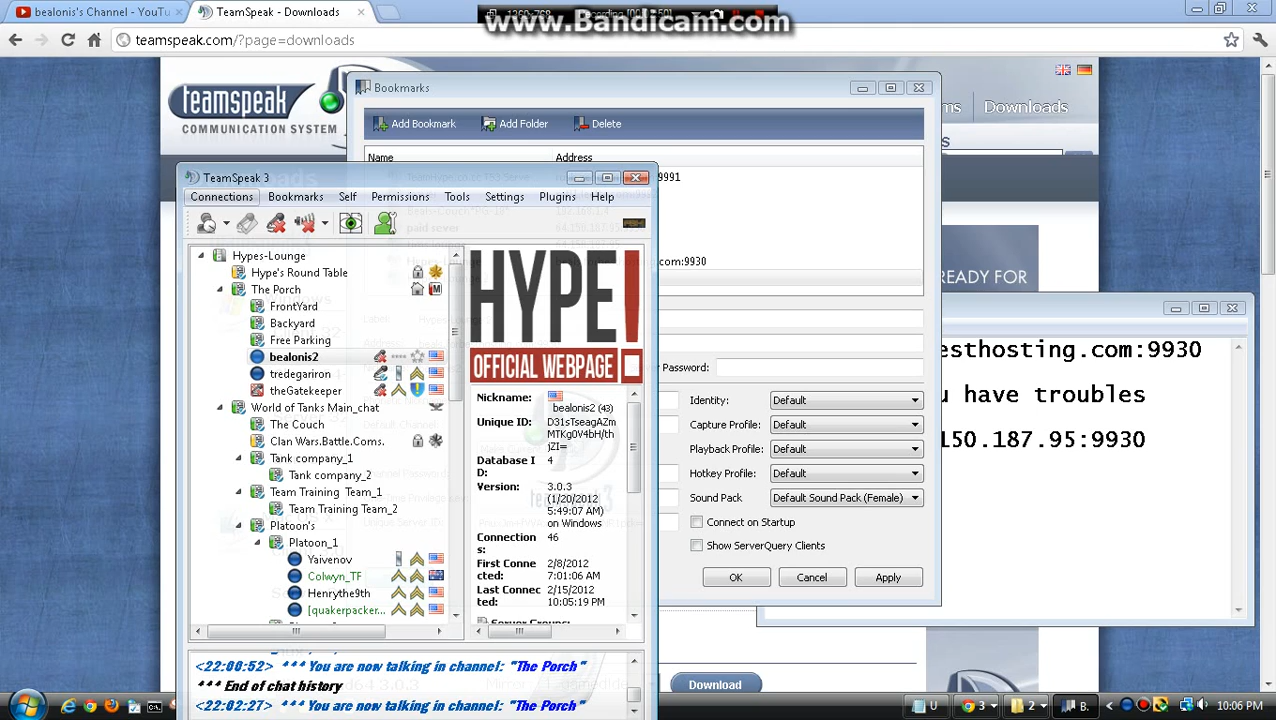 bealonis's Channel - YouTu
TeamSpeak - Downloads
www.Bandicam.com
teamspeak.com/?page=downloads
teamspeak
COMMUNICATION SYSTEM
Downloads
Bookmarks
Add Bookmark
Add Folder
Delete
Name
Address
9991
com:9930
TeamSpeak 3
Connections
Bookmarks
Self
Permissions
Tools
Settings
Plugins
Help
Hypes-Lounge
Hype's Round Table
The Porch
FrontYard
Backyard
Free Parking
bealonis2
tredegariron
theGatekeeper
World of Tanks Main_chat
The Couch
Clan Wars.Battle.Coms.
Tank company_1
Tank company_2
Team Training Team_1
Team Training Team_2
Platoon's
Platoon_1
Yaivenov
Colwyn_TF
Henrythe9th
[quakerpacker...
HYPE!
OFFICIAL WEBPAGE
Nickname:
bealonis2 (43)
Unique ID:
D31sTseagAZm
MTKg0V4bH/th
jZI=
Database I
D:
4
Version:
3.0.3
(1/20/2012
5:49:07 AM)
on Windows
Connection
s:
46
First Conne
cted:
2/8/2012
7:01:06 AM
Last Conne
cted:
2/15/2012
10:05:19 PM
Server Groups:
<22:00:52> *** You are now talking in channel: "The Porch"
*** End of chat history
<22:02:27> *** You are now talking in channel: "The Porch"
Password:
Identity:
Default
Capture Profile:
Default
Playback Profile:
Default
Hotkey Profile:
Default
Sound Pack
Default Sound Pack (Female)
Connect on Startup
Show ServerQuery Clients
OK
Cancel
Apply
READY FOR
esthosting.com:9930
u have troubles
150.187.95:9930
Download
U
3
2
B.
10:06 PM